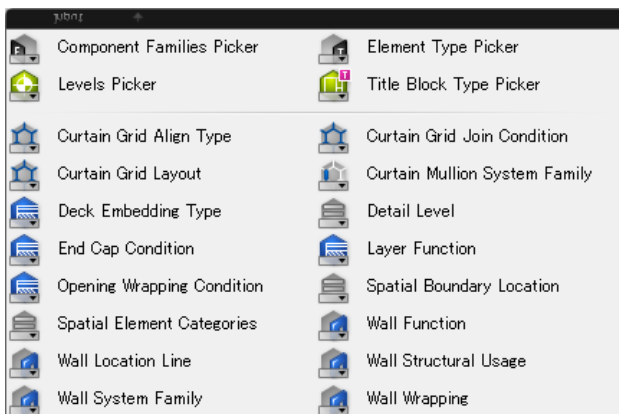 Input
Component Families Picker
Element Type Picker
Levels Picker
Title Block Type Picker
Curtain Grid Align Type
Curtain Grid Join Condition
Curtain Grid Layout
Curtain Mullion System Family
Deck Embedding Type
Detail Level
End Cap Condition
Layer Function
Opening Wrapping Condition
Spatial Boundary Location
Spatial Element Categories
Wall Function
Wall Location Line
Wall Structural Usage
Wall System Family
Wall Wrapping